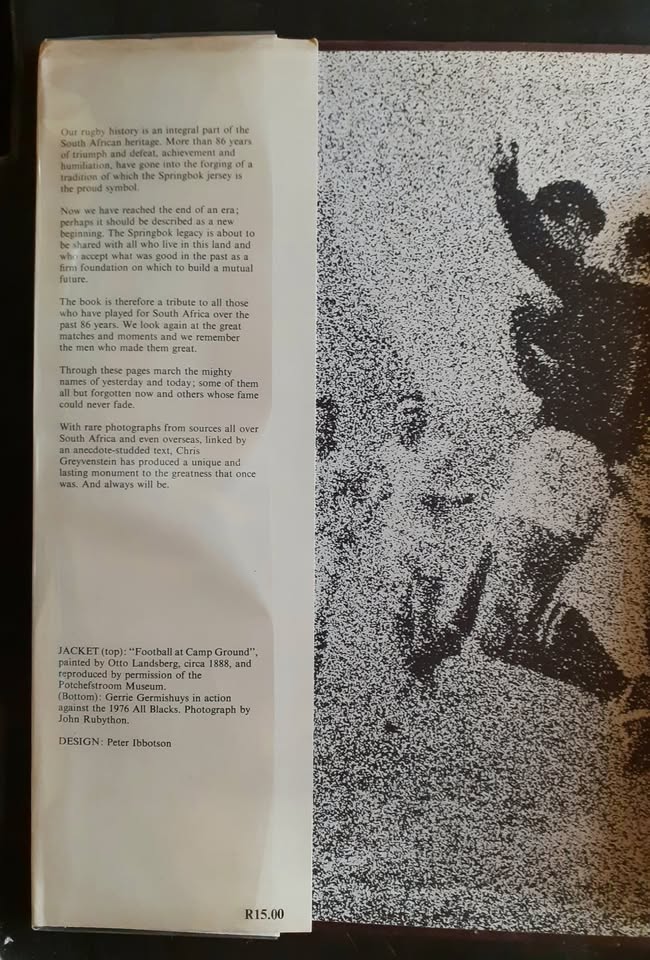 Our rugby history is an integral part of the
South African heritage. More than 86 years
of triumph and defeat, achievement and
humiliation, have gone into the forging of a
tradition of which the Springbok jersey is
the proud symbol.
Now we have reached the end of an era;
perhaps it should be described as a new
beginning. The Springbok legacy is about to
be shared with all who live in this land and
who accept what was good in the past as a
firm foundation on which to build a mutual
future.
The book is therefore a tribute to all those
who have played for South Africa over the
past 86 years. We look again at the great
matches and moments and we remember
the men who made them great.
Through these pages march the mighty
names of yesterday and today; some of them
all but forgotten now and others whose fame
could never fade.
With rare photographs from sources all over
South Africa and even overseas, linked by
an anecdote-studded text, Chris
Greyvenstein has produced a unique and
lasting monument to the greatness that once
was. And always will be.
JACKET (top): "Football at Camp Ground",
painted by Otto Landsberg, circa 1888, and
reproduced by permission of the
Potchefstroom Museum.
(Bottom): Gerrie Germishuys in action
against the 1976 All Blacks. Photograph by
John Rubython.
DESIGN: Peter Ibbotson
R15.00